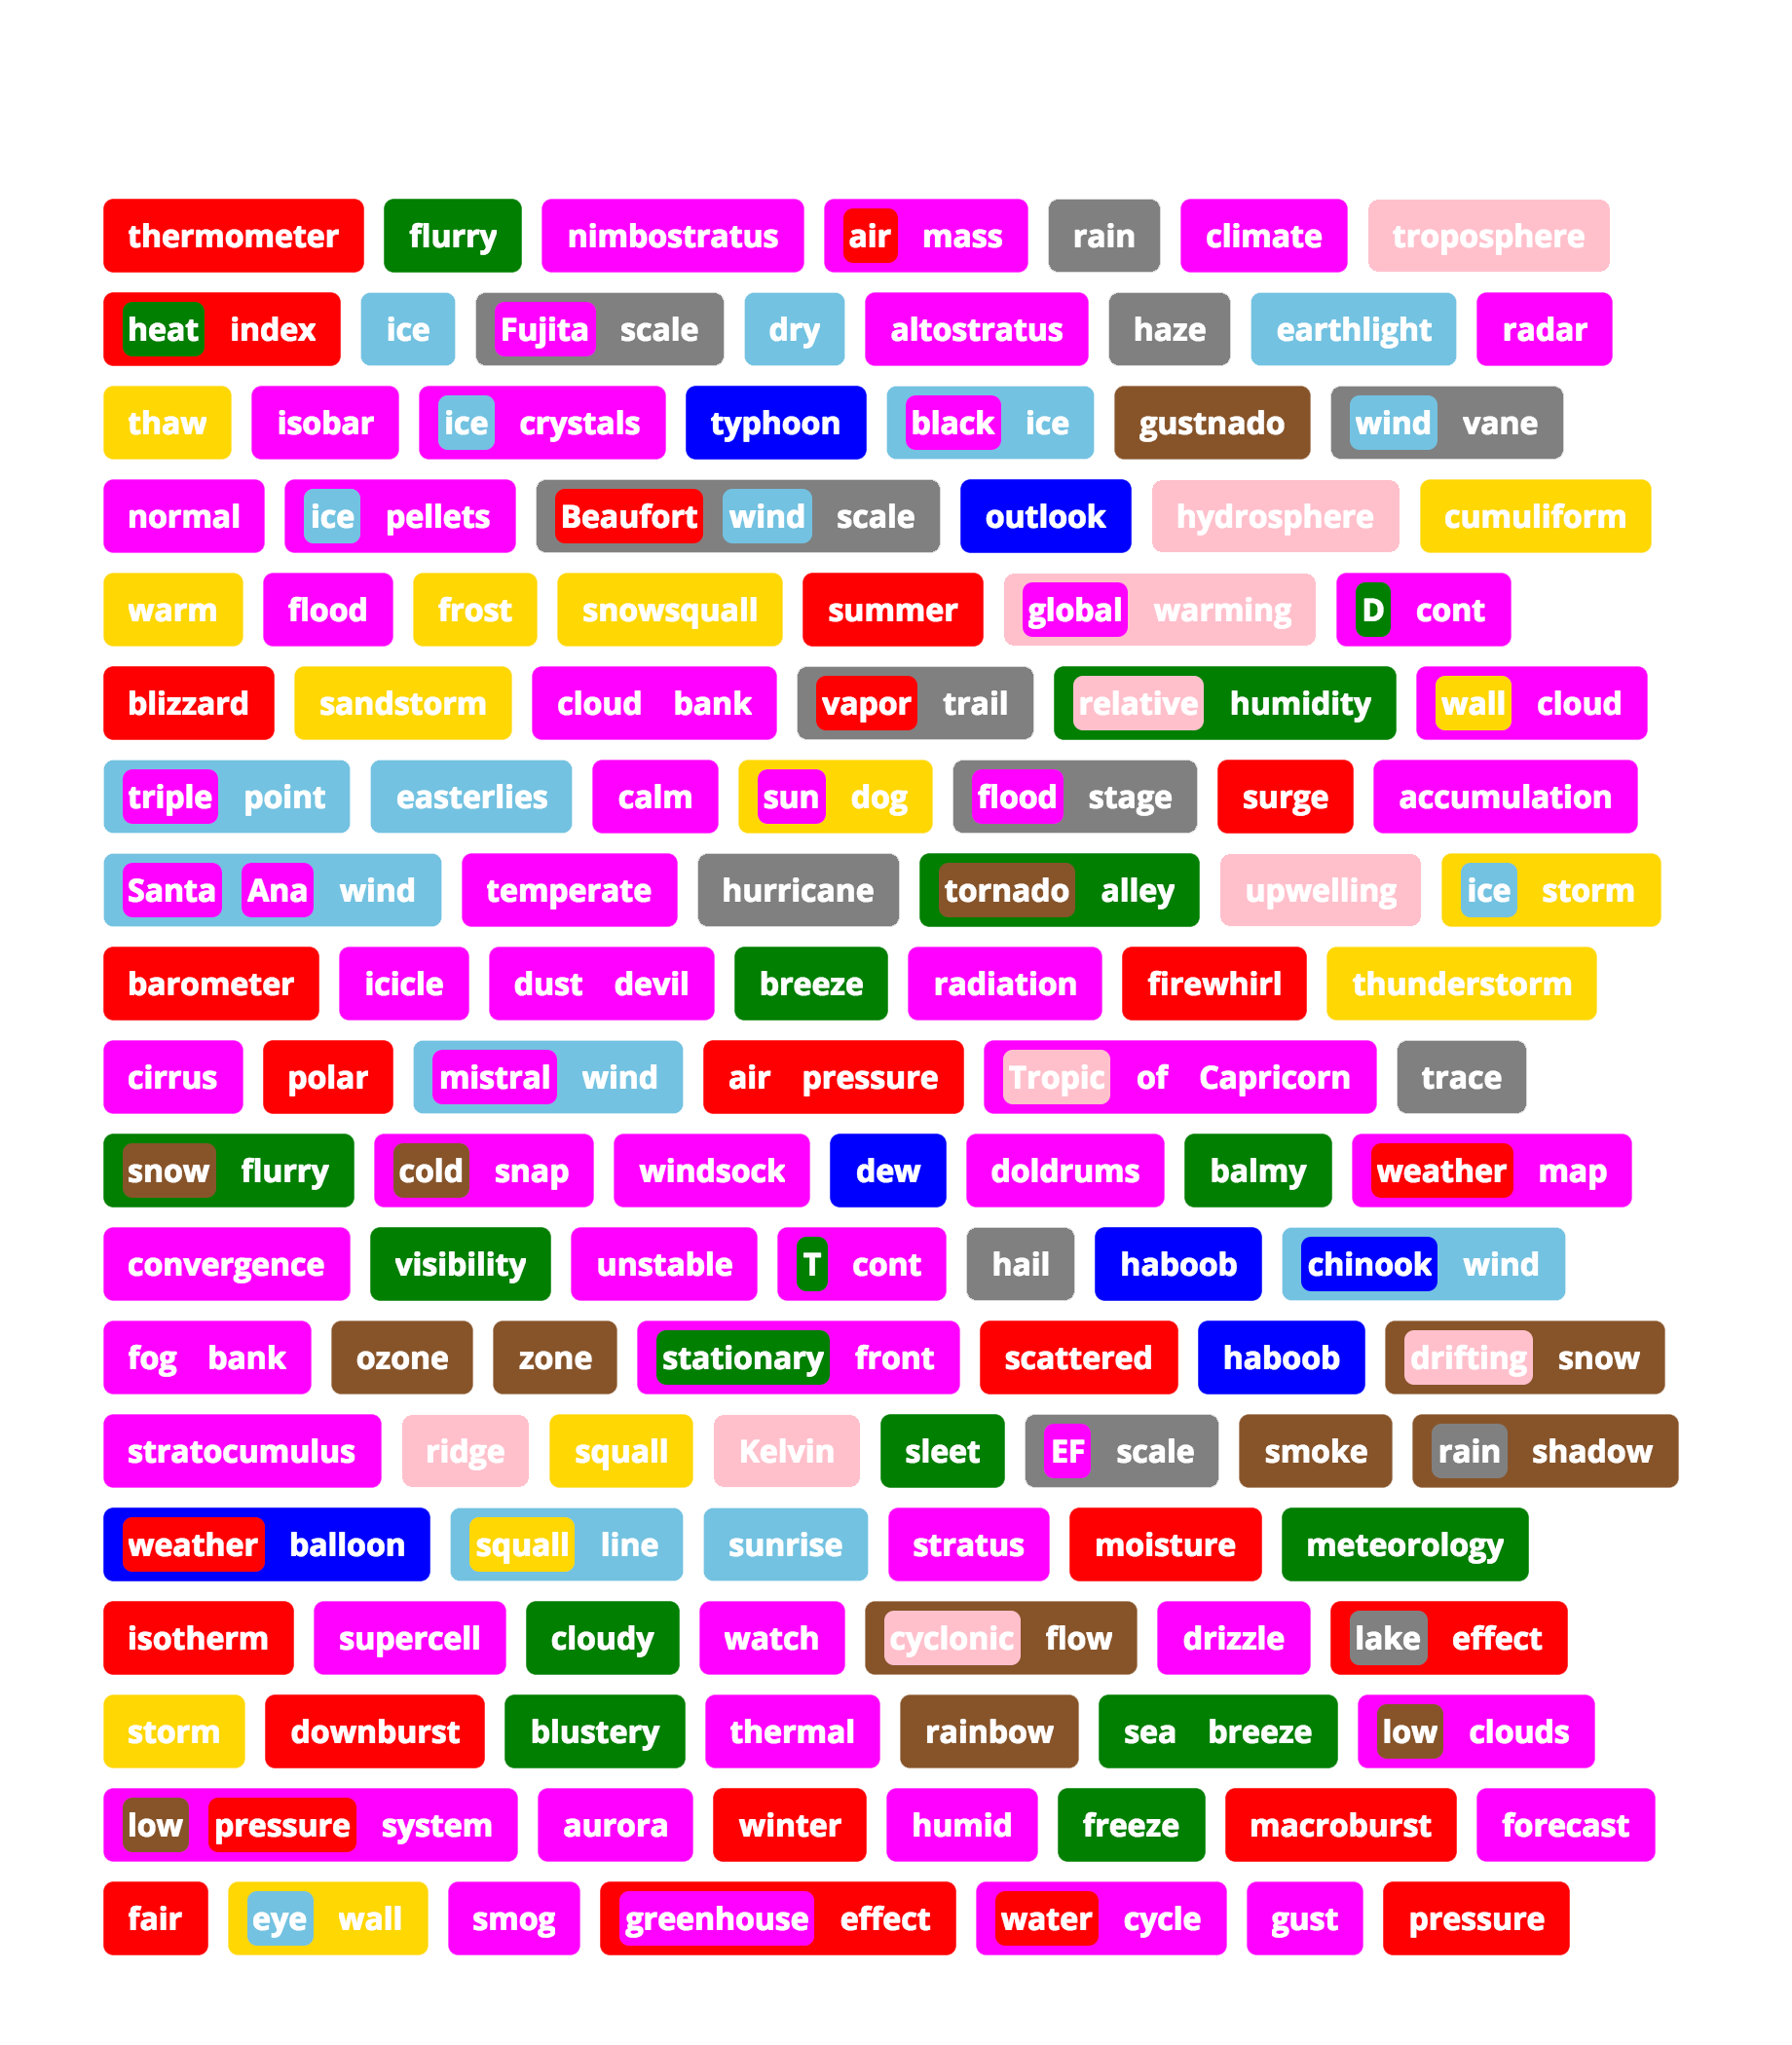 thermometer flurry nimbostratus air mass rain climate troposphere
heat index ice Fujita scale dry altostratus haze earthlight radar
thaw isobar ice crystals typhoon black ice gustnado wind vane
normal ice pellets Beaufort wind scale outlook hydrosphere cumuliform
warm flood frost snowsquall summer global warming D cont
blizzard sandstorm cloud bank vapor trail relative humidity wall cloud
triple point easterlies calm sun dog flood stage surge accumulation
Santa Ana wind temperate hurricane tornado alley upwelling ice storm
barometer icicle dust devil breeze radiation firewhirl thunderstorm
cirrus polar mistral wind air pressure Tropic of Capricorn trace
snow flurry cold snap windsock dew doldrums balmy weather map
convergence visibility unstable T cont hail haboob chinook wind
fog bank ozone zone stationary front scattered haboob drifting snow
stratocumulus ridge squall Kelvin sleet EF scale smoke rain shadow
weather balloon squall line sunrise stratus moisture meteorology
isotherm supercell cloudy watch cyclonic flow drizzle lake effect
storm downburst blustery thermal rainbow sea breeze low clouds
low pressure system aurora winter humid freeze macroburst forecast
fair eye wall smog greenhouse effect water cycle gust pressure